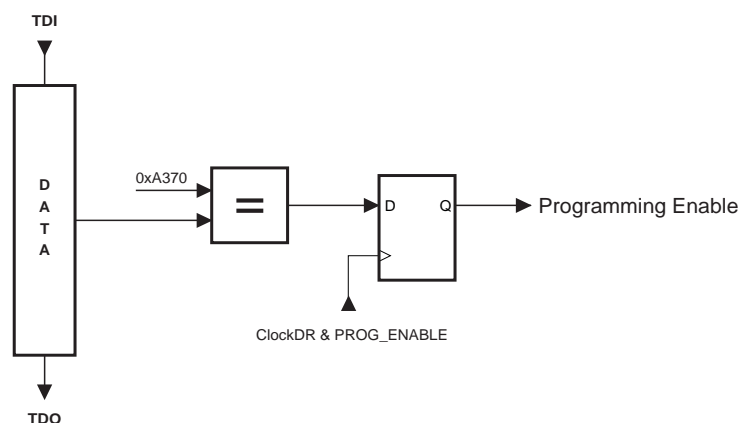 TDI
D
A
T
A
0xA370
=
D
Q
Programming Enable
ClockDR & PROG_ENABLE
TDO